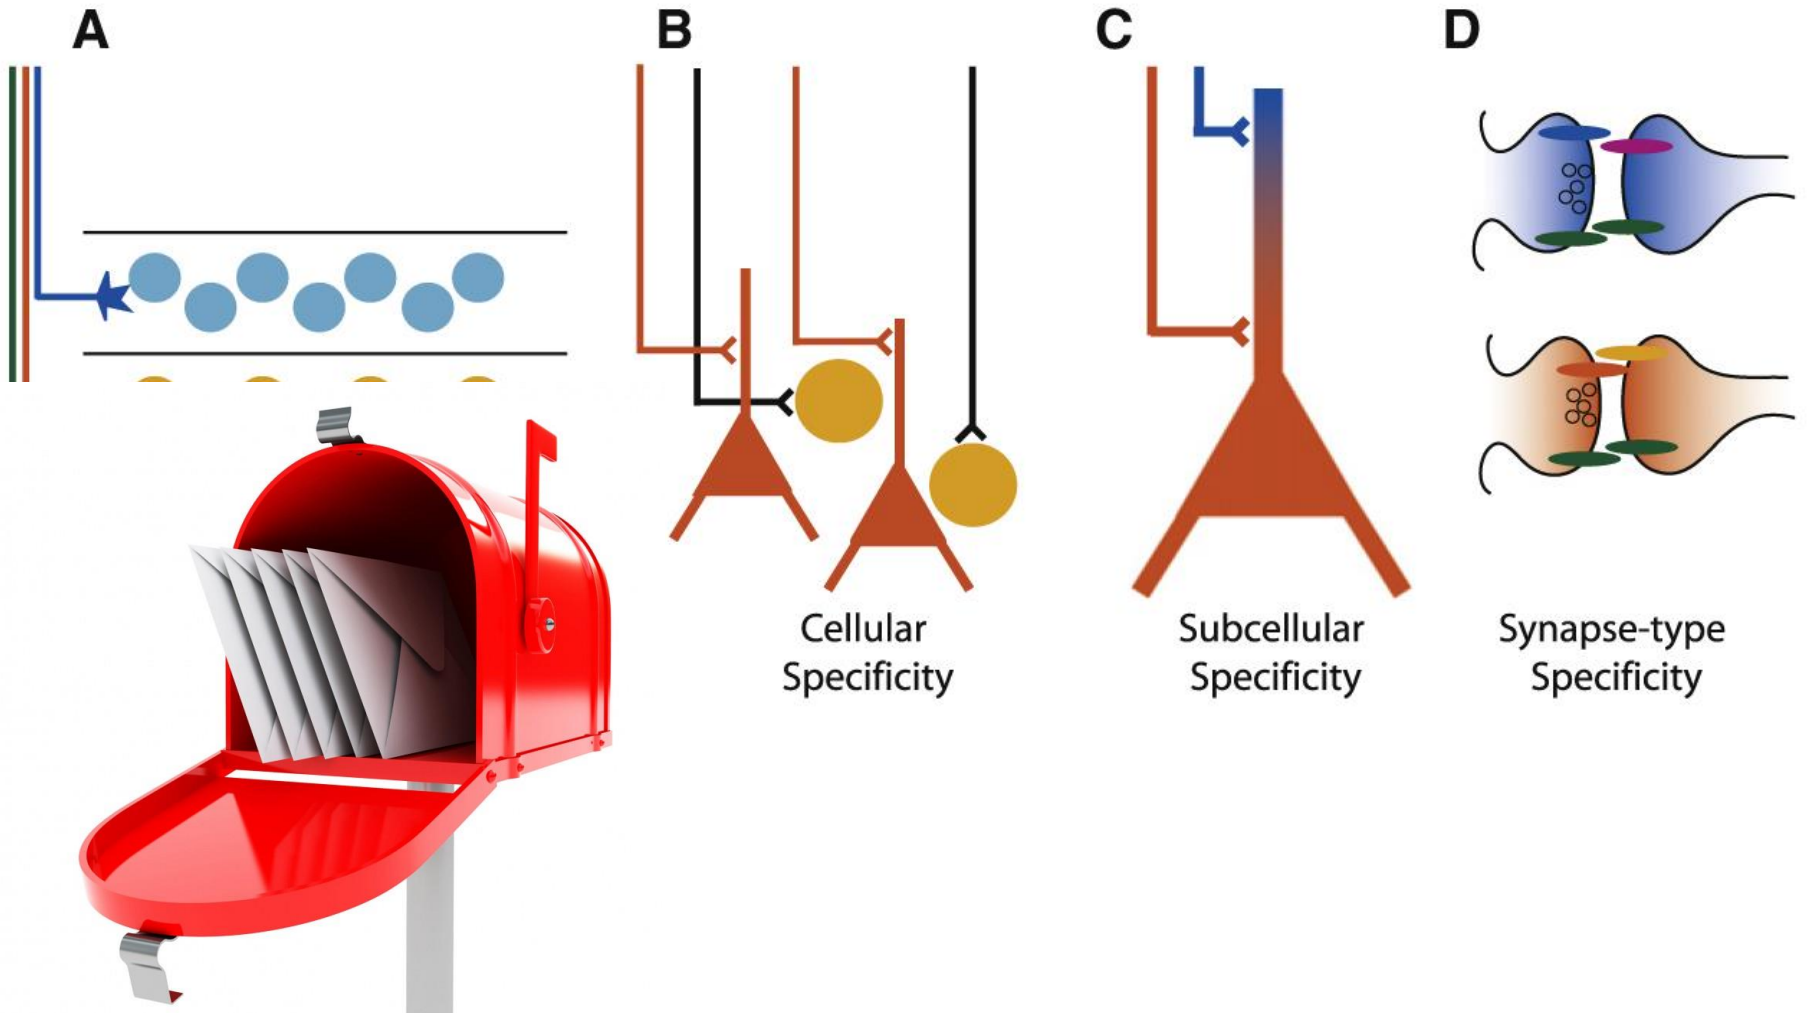 A
B
C
D
Cellular
Specificity
Subcellular
Specificity
Synapse-type
Specificity